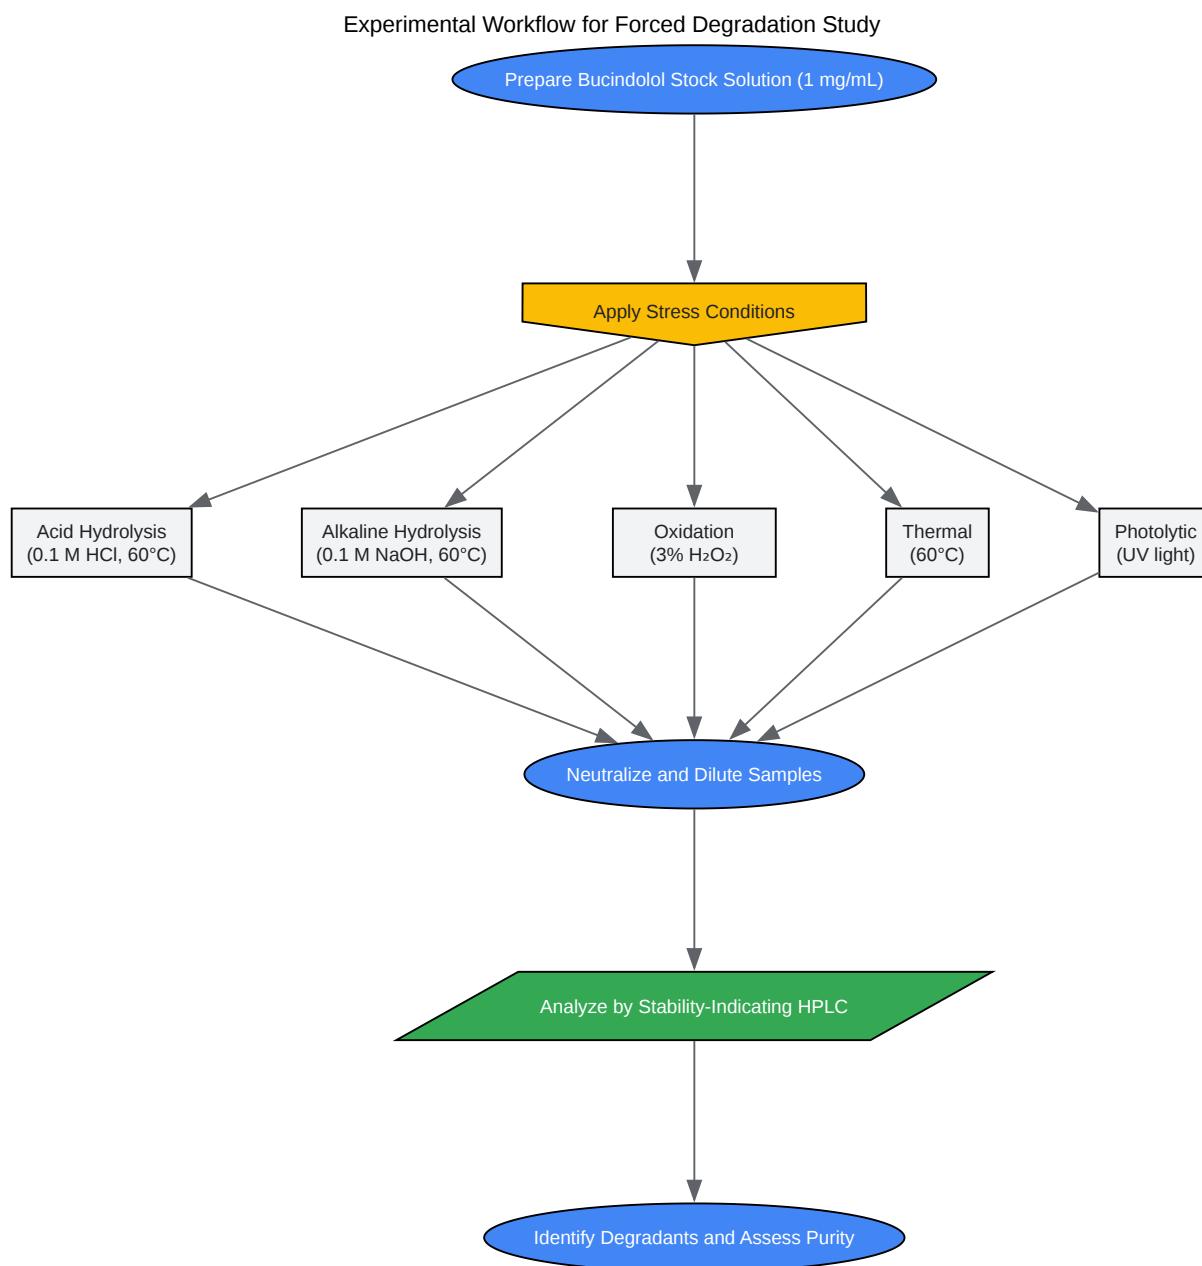 Experimental Workflow for Forced Degradation Study
Prepare Bucindolol Stock Solution (1 mg/mL)
Apply Stress Conditions
Acid Hydrolysis
(0.1 M HCl, 60°C)
Alkaline Hydrolysis
(0.1 M NaOH, 60°C)
Oxidation
(3% H₂O₂)
Thermal
(60°C)
Photolytic
(UV light)
Neutralize and Dilute Samples
Analyze by Stability-Indicating HPLC
Identify Degradants and Assess Purity